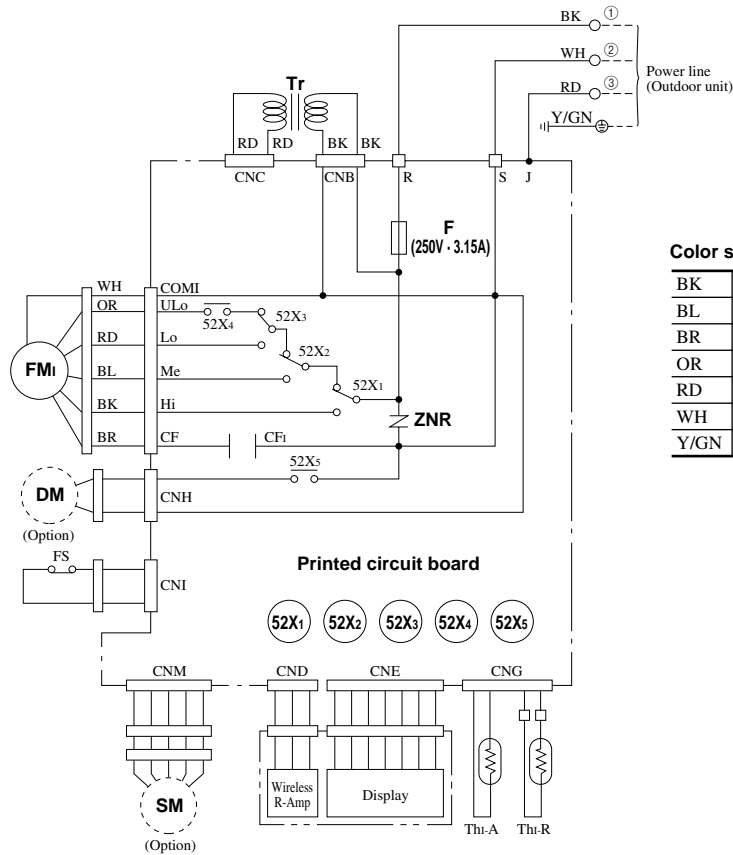 BK ①
WH ②
RD ③
Y/GN
Power line
(Outdoor unit)
Tr
RD RD BK BK
CNC CNB R S J
F
(250V · 3.15A)
Color s
BK
BL
BR
OR
RD
WH
Y/GN
WH COMI
OR ULo
52X4 52X3
RD Lo
52X2
BL Me
52X1
BK Hi
BR CF CFI
FMI
ZNR
52X5
DM
(Option)
CNH
FS
CNI
Printed circuit board
52X1 52X2 52X3 52X4 52X5
CNM CND CNE CNG
SM
(Option)
Wireless
R-Amp
Display
ThI-A ThI-R